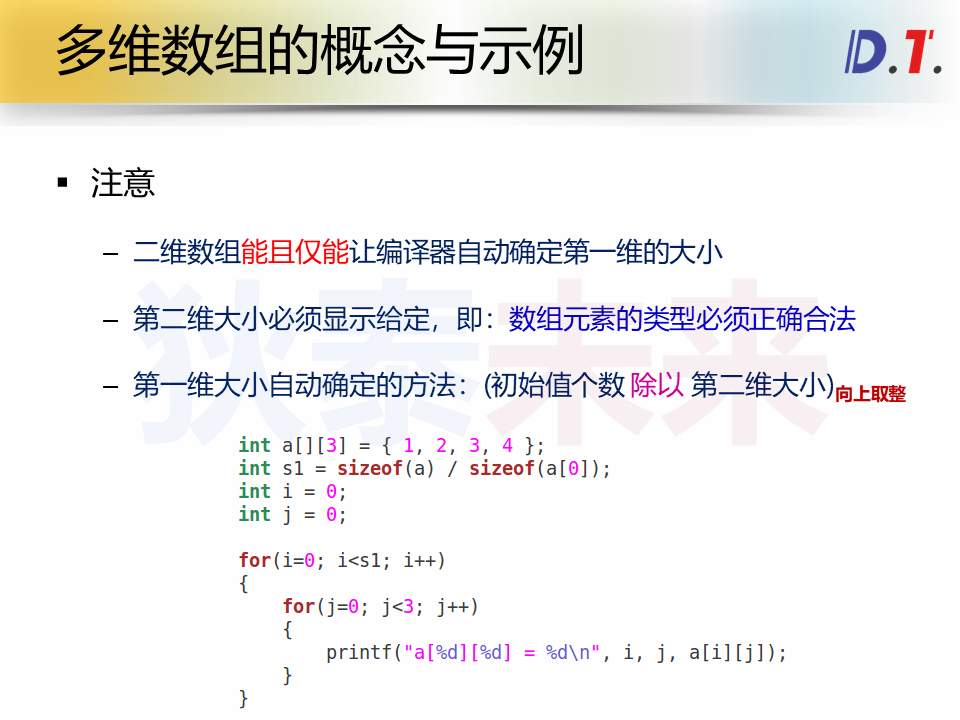 多维数组的概念与示例
D.T.
▪ 注意
– 二维数组能且仅能让编译器自动确定第一维的大小
– 第二维大小必须显示给定，即：数组元素的类型必须正确合法
– 第一维大小自动确定的方法：(初始值个数 除以 第二维大小)向上取整
狄泰未来
int a[][3] = { 1, 2, 3, 4 };
int s1 = sizeof(a) / sizeof(a[0]);
int i = 0;
int j = 0;
for(i=0; i<s1; i++)
{
    for(j=0; j<3; j++)
    {
        printf("a[%d][%d] = %d\n", i, j, a[i][j]);
    }
}